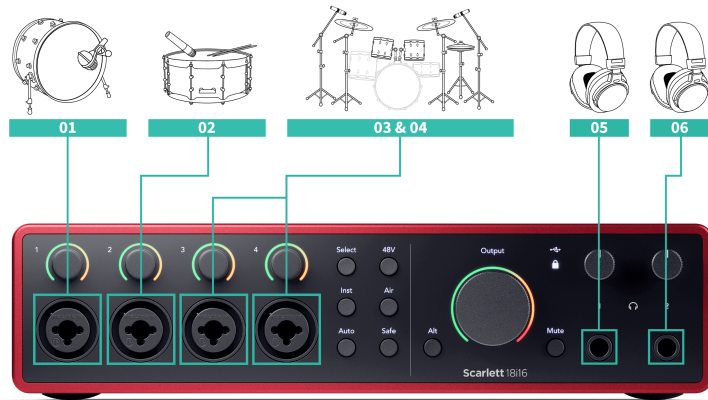 01
02
03 & 04
05
06
1
2
3
4
Select
48V
Output
Inst
Air
2
Auto
Safe
Alt
Mute
Scarlett 18i16